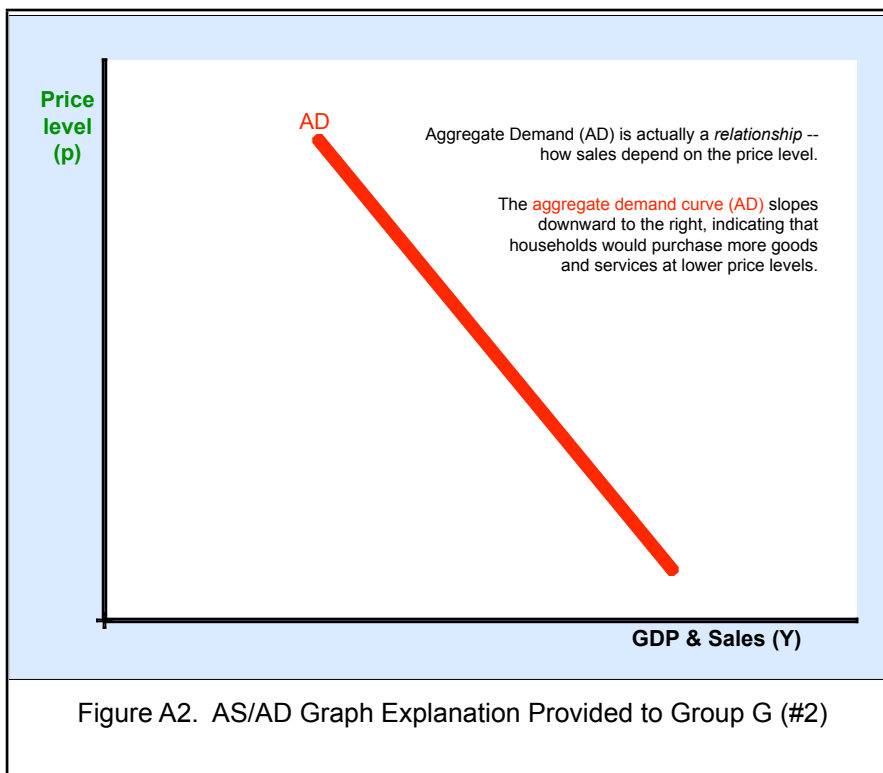 Price
level
(p)
AD
Aggregate Demand (AD) is actually a relationship --
how sales depend on the price level.
The aggregate demand curve (AD) slopes
downward to the right, indicating that
households would purchase more goods
and services at lower price levels.
GDP & Sales (Y)
Figure A2.  AS/AD Graph Explanation Provided to Group G (#2)